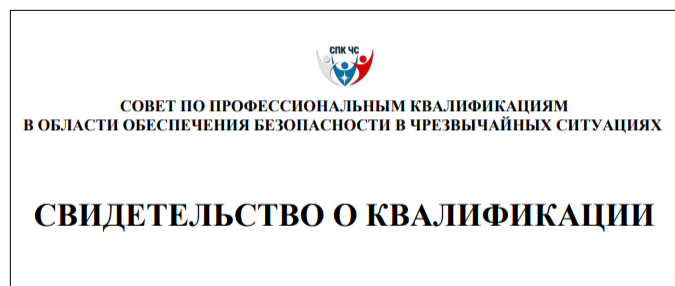 СПК ЧС
СОВЕТ ПО ПРОФЕССИОНАЛЬНЫМ КВАЛИФИКАЦИЯМ
В ОБЛАСТИ ОБЕСПЕЧЕНИЯ БЕЗОПАСНОСТИ В ЧРЕЗВЫЧАЙНЫХ СИТУАЦИЯХ
СВИДЕТЕЛЬСТВО О КВАЛИФИКАЦИИ